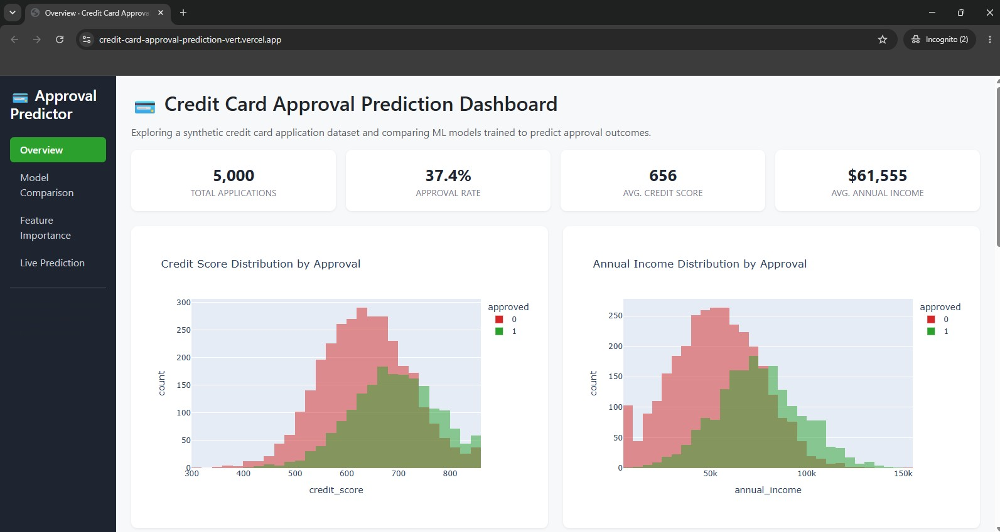 Overview · Credit Card Approva
credit-card-approval-prediction-vert.vercel.app
Incognito (2)
Approval
Predictor
Overview
Model
Comparison
Feature
Importance
Live Prediction
Credit Card Approval Prediction Dashboard
Exploring a synthetic credit card application dataset and comparing ML models trained to predict approval outcomes.
5,000
TOTAL APPLICATIONS
37.4%
APPROVAL RATE
656
AVG. CREDIT SCORE
$61,555
AVG. ANNUAL INCOME
Credit Score Distribution by Approval
300
250
200
150
100
50
0
count
300 400 500 600 700 800
credit_score
approved
0
1
Annual Income Distribution by Approval
250
200
150
100
50
0
count
50k 100k 150k
annual_income
approved
0
1